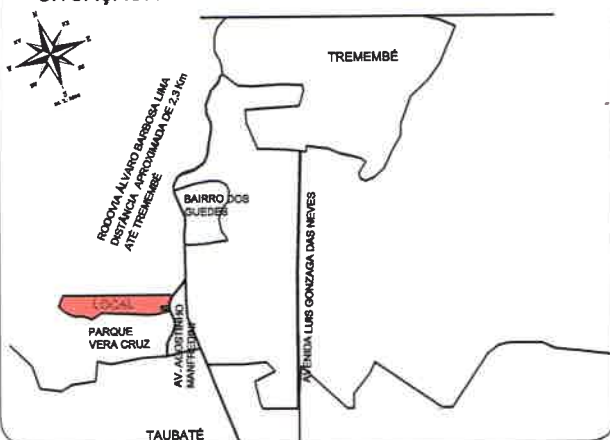 TREMEMBÉ
RODOVIA ÁLVARO BARBOSA LIMA
DISTÂNCIA APROXIMADA DE 2,3 Km
ATÉ TREMEMBÉ
BAIRRO DOS
GUEDES
AVENIDA LUIS GONZAGA DAS NEVES
LOCAL
PARQUE
VERA CRUZ
AV. AGOSTINHO
MANFREDINI
TAUBATÉ